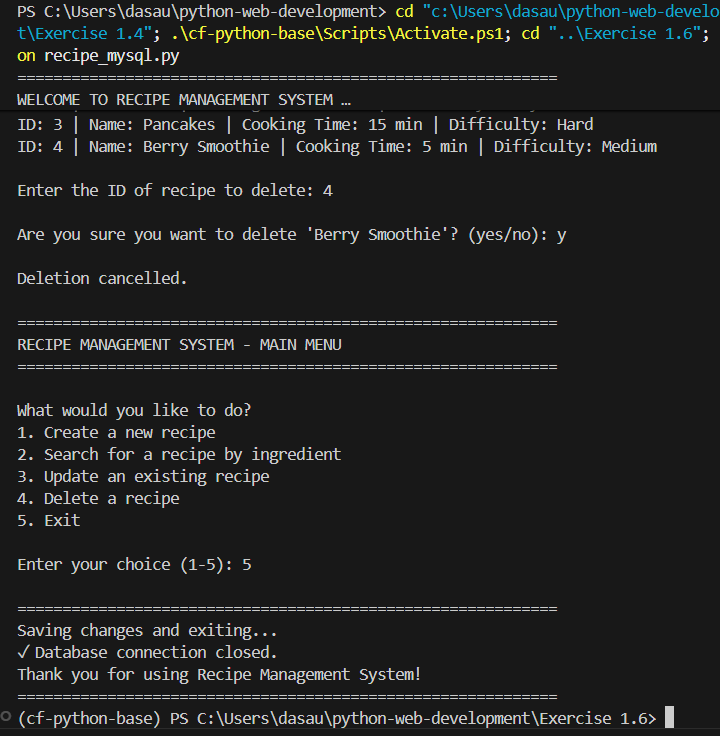 PS C:\Users\dasau\python-web-development> cd "c:\Users\dasau\python-web-develo
t\Exercise 1.4"; .\cf-python-base\Scripts\Activate.ps1; cd "..\Exercise 1.6";
on recipe_mysql.py
============================================================
WELCOME TO RECIPE MANAGEMENT SYSTEM …
ID: 3 | Name: Pancakes | Cooking Time: 15 min | Difficulty: Hard
ID: 4 | Name: Berry Smoothie | Cooking Time: 5 min | Difficulty: Medium
Enter the ID of recipe to delete: 4
Are you sure you want to delete 'Berry Smoothie'? (yes/no): y
Deletion cancelled.
============================================================
RECIPE MANAGEMENT SYSTEM - MAIN MENU
============================================================
What would you like to do?
1. Create a new recipe
2. Search for a recipe by ingredient
3. Update an existing recipe
4. Delete a recipe
5. Exit
Enter your choice (1-5): 5
============================================================
Saving changes and exiting...
✓ Database connection closed.
Thank you for using Recipe Management System!
============================================================
(cf-python-base) PS C:\Users\dasau\python-web-development\Exercise 1.6>